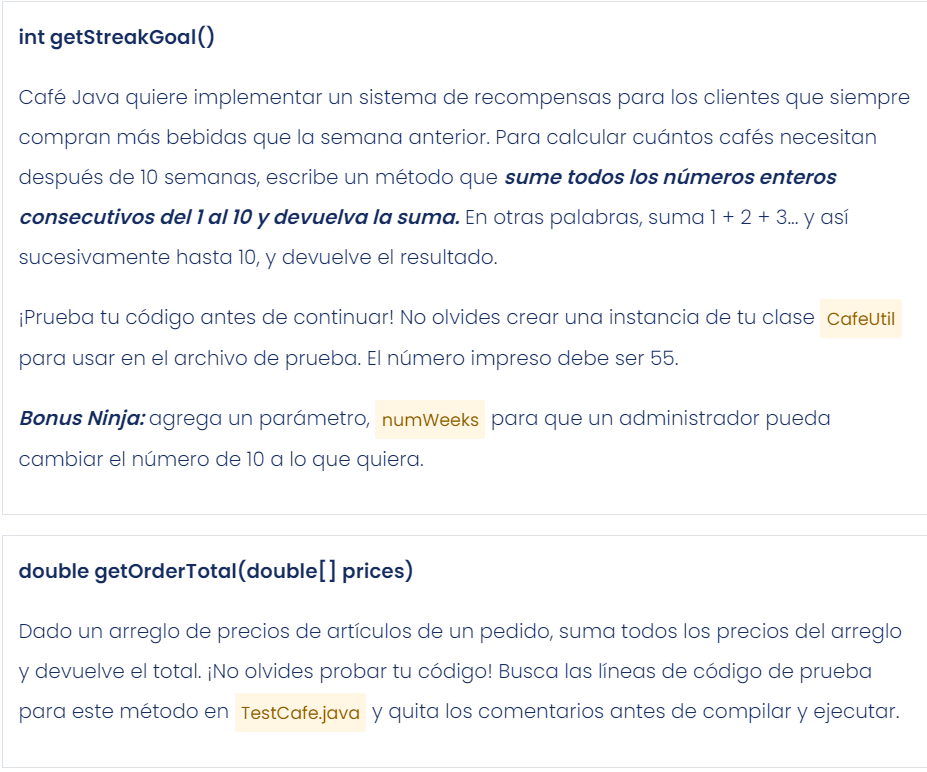 int getStreakGoal()
Café Java quiere implementar un sistema de recompensas para los clientes que siempre
compran más bebidas que la semana anterior. Para calcular cuántos cafés necesitan
después de 10 semanas, escribe un método que sume todos los números enteros
consecutivos del 1 al 10 y devuelva la suma. En otras palabras, suma 1 + 2 + 3... y así
sucesivamente hasta 10, y devuelve el resultado.
¡Prueba tu código antes de continuar! No olvides crear una instancia de tu clase CafeUtil
para usar en el archivo de prueba. El número impreso debe ser 55.
Bonus Ninja: agrega un parámetro, numWeeks para que un administrador pueda
cambiar el número de 10 a lo que quiera.
double getOrderTotal(double[] prices)
Dado un arreglo de precios de artículos de un pedido, suma todos los precios del arreglo
y devuelve el total. ¡No olvides probar tu código! Busca las líneas de código de prueba
para este método en TestCafe.java y quita los comentarios antes de compilar y ejecutar.